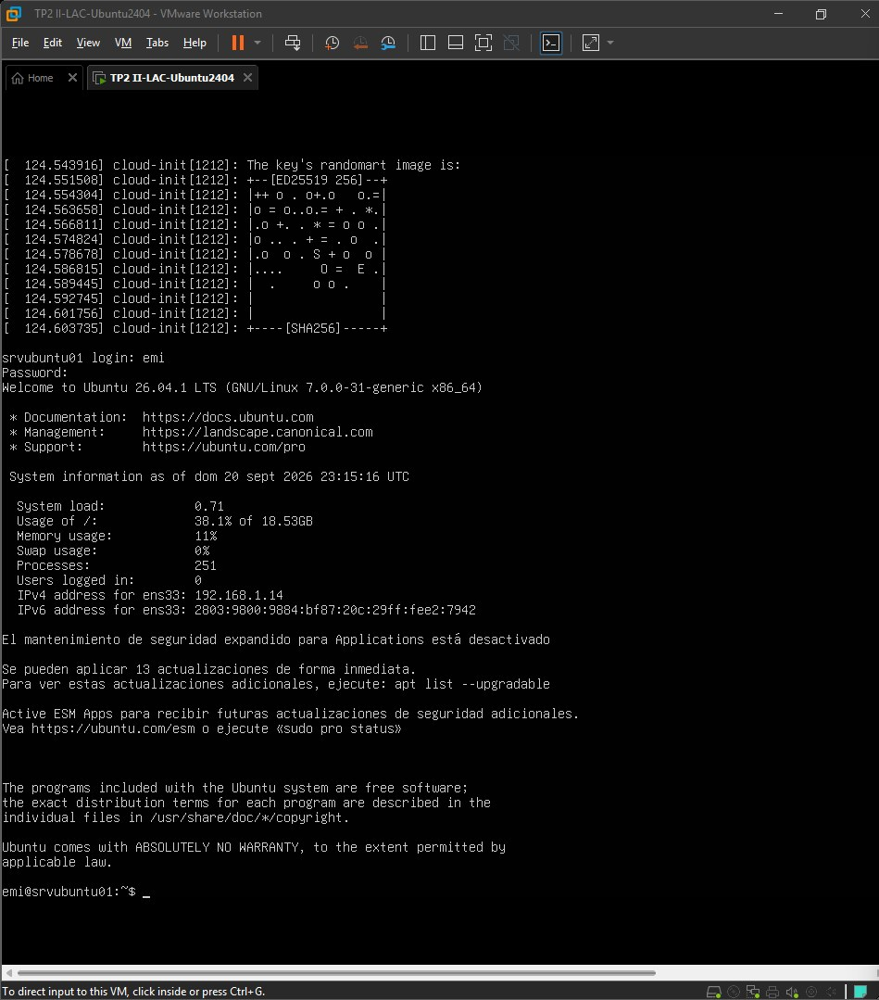 TP2 II-LAC-Ubuntu2404 - VMware Workstation
File Edit View VM Tabs Help
Home TP2 II-LAC-Ubuntu2404
[  124.543916] cloud-init[1212]: The key's randomart image is:
[  124.551508] cloud-init[1212]: +--[ED25519 256]--+
[  124.554304] cloud-init[1212]: |++ o . o+.o   o.=|
[  124.563658] cloud-init[1212]: |o = o..o.= + . *.|
[  124.566811] cloud-init[1212]: |.o +. . * = o o .|
[  124.574824] cloud-init[1212]: |o .. . + = . o  .|
[  124.578678] cloud-init[1212]: |.o  o . S + o  o |
[  124.586815] cloud-init[1212]: |....     O =  E .|
[  124.589445] cloud-init[1212]: |  .     o o .    |
[  124.592745] cloud-init[1212]: |                 |
[  124.601756] cloud-init[1212]: |                 |
[  124.603735] cloud-init[1212]: +----[SHA256]-----+
srvubuntu01 login: emi
Password:
Welcome to Ubuntu 26.04.1 LTS (GNU/Linux 7.0.0-31-generic x86_64)
* Documentation:  https://docs.ubuntu.com
* Management:     https://landscape.canonical.com
* Support:        https://ubuntu.com/pro
System information as of dom 20 sept 2026 23:15:16 UTC
System load:            0.71
Usage of /:             38.1% of 18.53GB
Memory usage:           11%
Swap usage:             0%
Processes:              251
Users logged in:        0
IPv4 address for ens33: 192.168.1.14
IPv6 address for ens33: 2803:9800:9884:bf87:20c:29ff:fee2:7942
El mantenimiento de seguridad expandido para Applications está desactivado
Se pueden aplicar 13 actualizaciones de forma inmediata.
Para ver estas actualizaciones adicionales, ejecute: apt list --upgradable
Active ESM Apps para recibir futuras actualizaciones de seguridad adicionales.
Vea https://ubuntu.com/esm o ejecute «sudo pro status»
The programs included with the Ubuntu system are free software;
the exact distribution terms for each program are described in the
individual files in /usr/share/doc/*/copyright.
Ubuntu comes with ABSOLUTELY NO WARRANTY, to the extent permitted by
applicable law.
emi@srvubuntu01:~$ _
To direct input to this VM, click inside or press Ctrl+G.